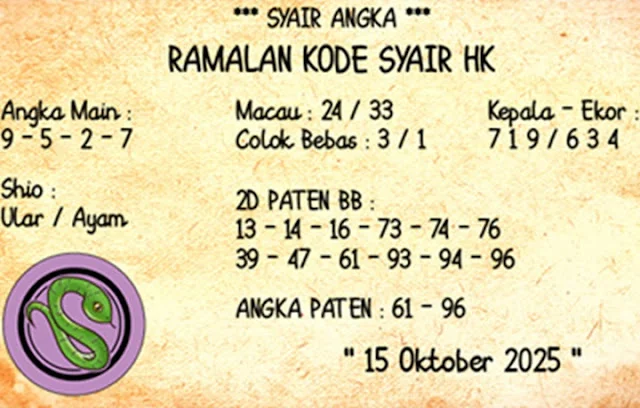 *** SYAIR ANGKA ***
RAMALAN KODE SYAIR HK
Angka Main :
9 - 5 - 2 - 7
Macau : 24 / 33
Colok Bebas : 3 / 1
Kepala - Ekor :
7 1 9 / 6 3 4
Shio :
Ular / Ayam
2D PATEN BB :
13 - 14 - 16 - 73 - 74 - 76
39 - 47 - 61 - 93 - 94 - 96
ANGKA PATEN : 61 - 96
" 15 Oktober 2025 "